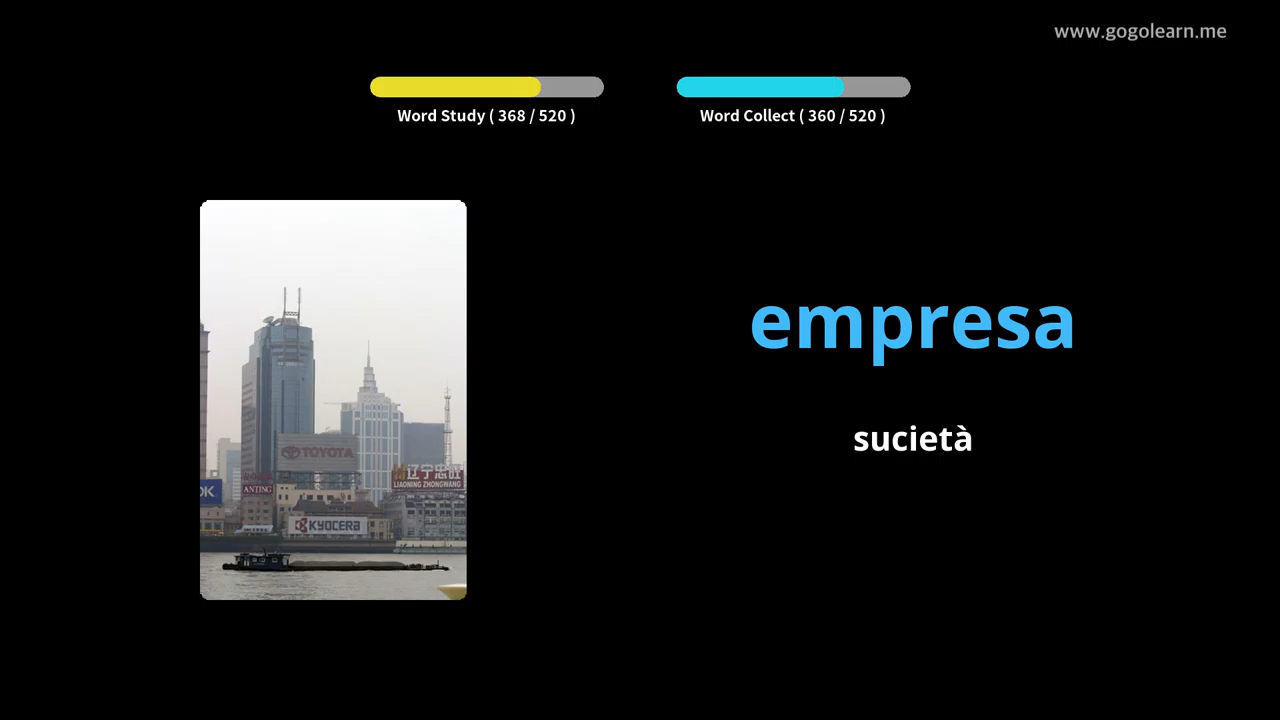 www.gogolearn.me
Word Study ( 368 / 520 )
Word Collect ( 360 / 520 )
empresa
sucietà
TOYOTA
辽宁忠旺
LIAONING ZHONGWANG
OK
ANTING
KYOCERA